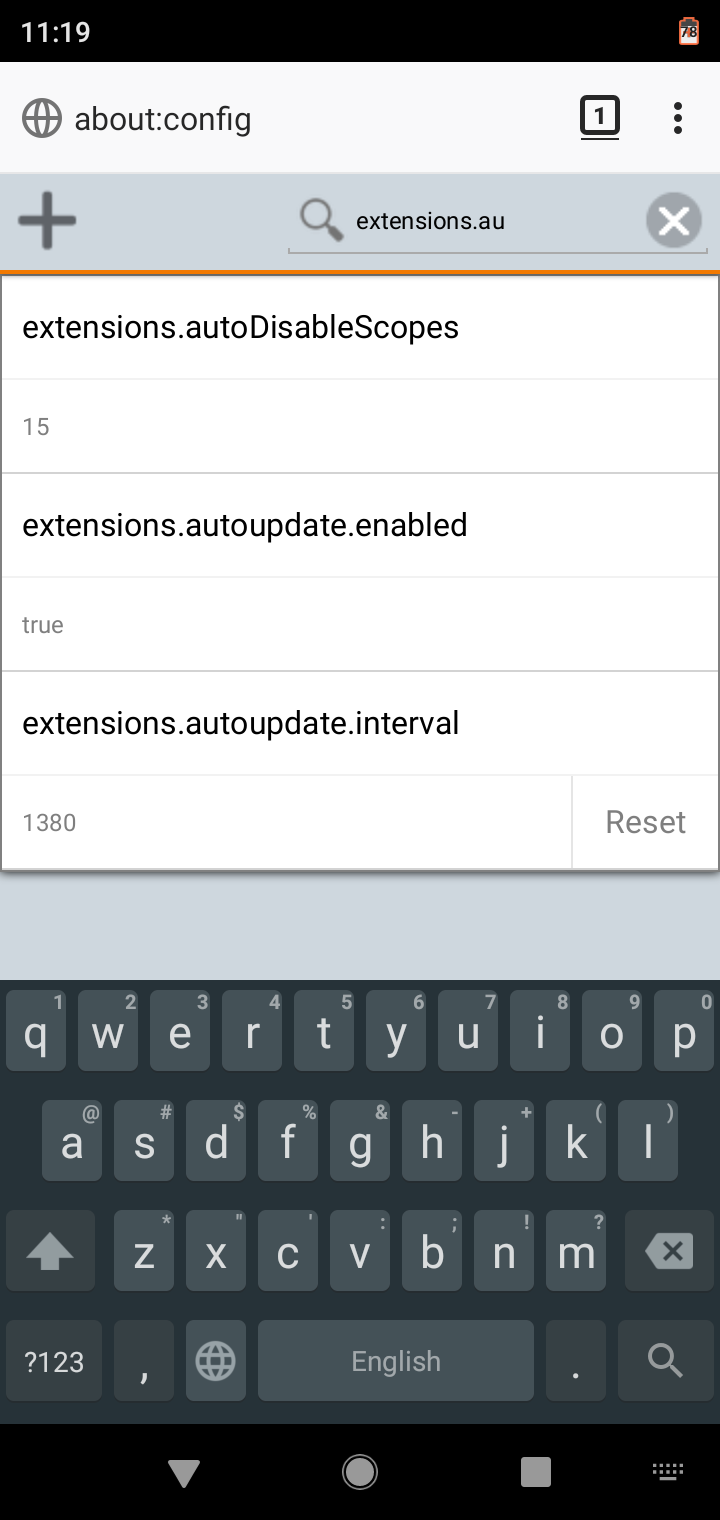 11:19
78
about:config
1
extensions.au
extensions.autoDisableScopes
15
extensions.autoupdate.enabled
true
extensions.autoupdate.interval
1380 Reset
1 2 3 4 5 6 7 8 9 0
q w e r t y u i o p
@ # $ % & - + ( )
a s d f g h j k l
* " ' : ; ! ?
z x c v b n m
?123 , English .